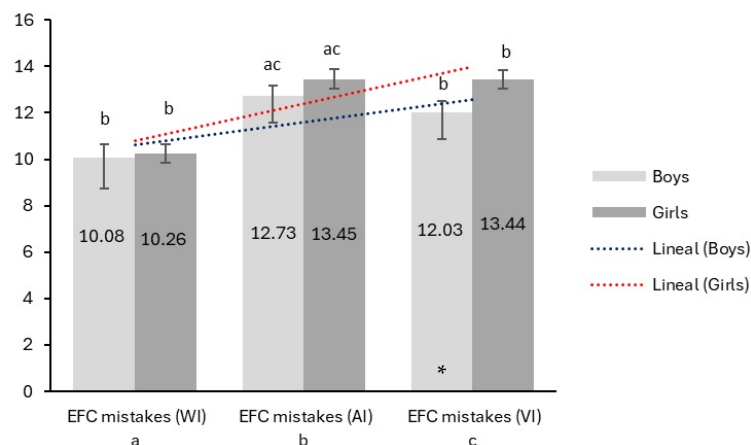 16
14
12
10
8
6
4
2
0
b
b
ac
ac
b
b
10.08
10.26
12.73
13.45
12.03
13.44
*
EFC mistakes (WI)
a
EFC mistakes (AI)
b
EFC mistakes (VI)
c
Boys
Girls
Lineal (Boys)
Lineal (Girls)